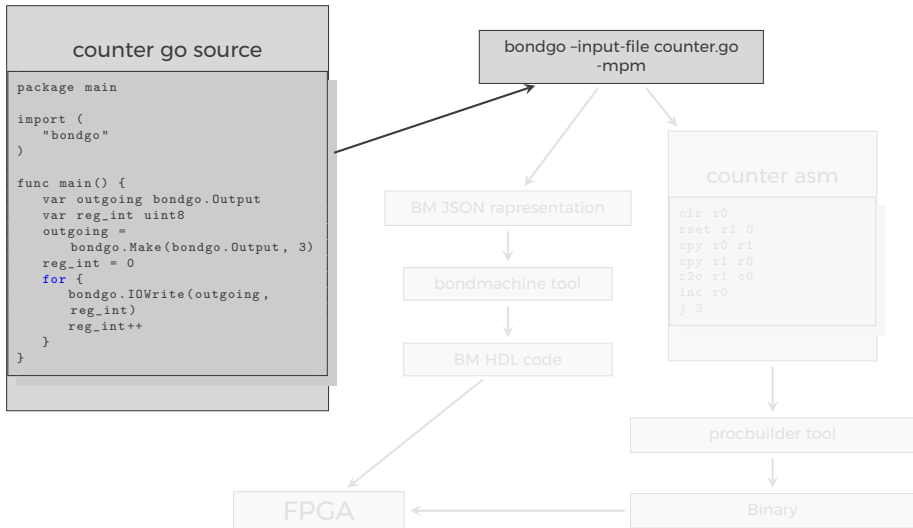 counter go source
package main
import (
"bondgo"
)
func main() {
var outgoing bondgo.Output
var reg_int uint8
outgoing =
bondgo.Make(bondgo.Output, 3)
reg_int = 0
for {
bondgo.IOWrite(outgoing,
reg_int)
reg_int++
}
}
bondgo –input-file counter.go
-mpm
BM JSON rapresentation
bondmachine tool
BM HDL code
FPGA
counter asm
clr r0
rset r1 0
cpy r0 r1
cpy r1 r0
r2o r1 o0
inc r0
j 3
procbuilder tool
Binary